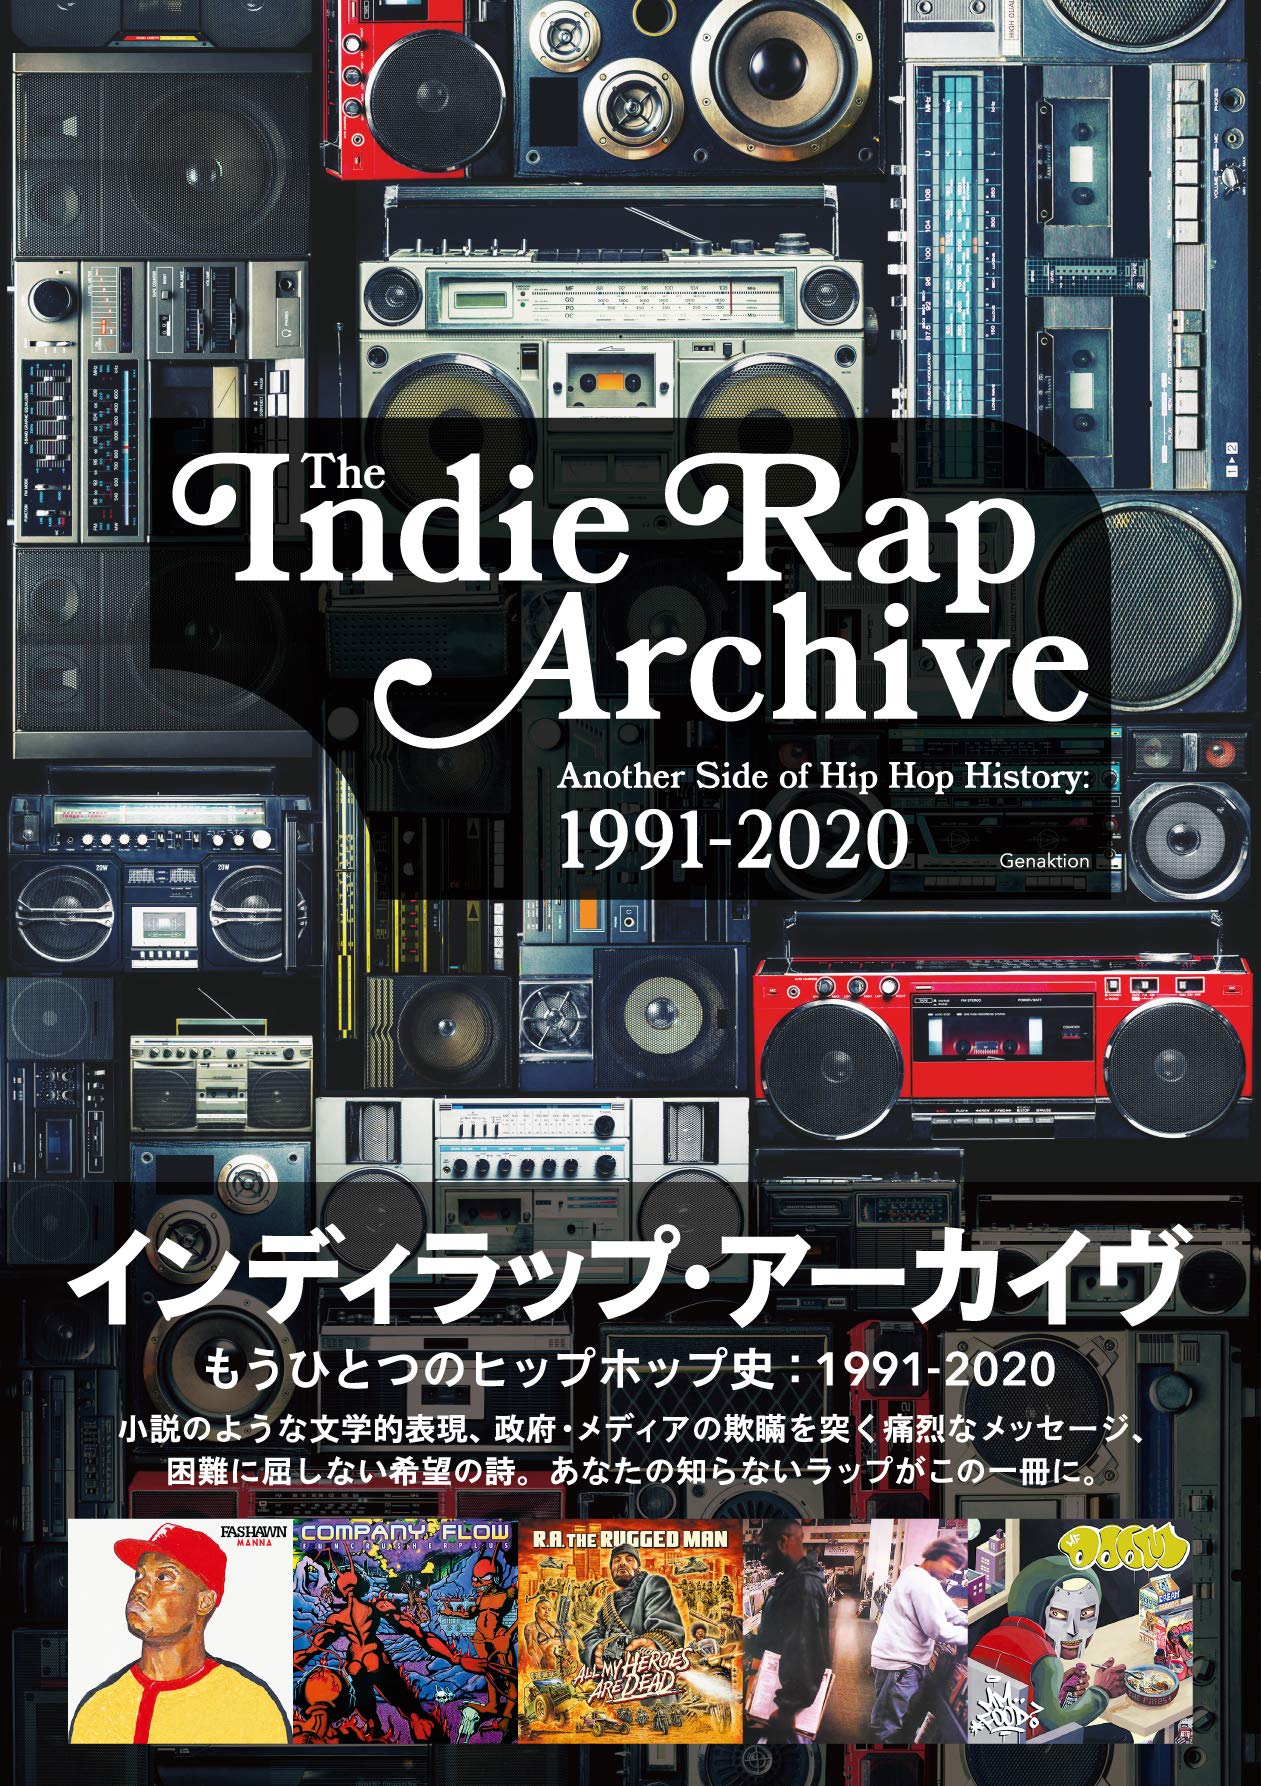 The
Indie Rap
Archive
Another Side of Hip Hop History:
1991-2020
Genaktion
インディラップ・アーカイヴ
もうひとつのヒップホップ史：1991-2020
小説のような文学的表現、政府・メディアの欺瞞を突く痛烈なメッセージ、
困難に屈しない希望の詩。あなたの知らないラップがこの一冊に。
FASHAWN
MANNA
COMPANY FLOW
FUNCRUSHERPLUS
R.A. THE RUGGED MAN
ALL MY HEROES
ARE DEAD
MF
DOOM
MM..
FOOD?